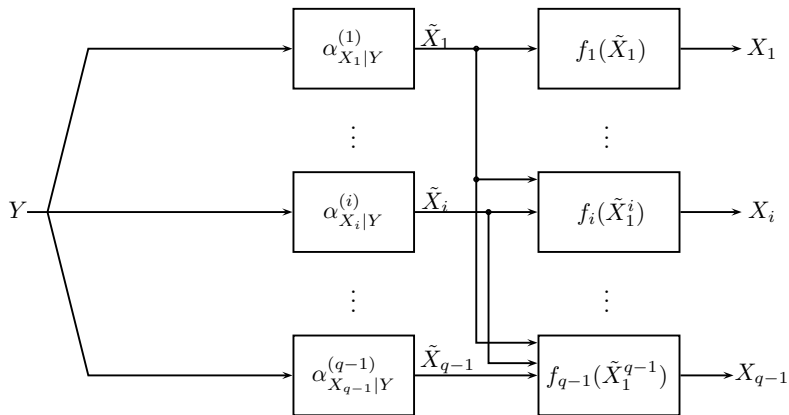 α^{(1)}_{X_1|Y} X̃_1 f_1(X̃_1) X_1
⋮ ⋮
Y α^{(i)}_{X_i|Y} X̃_i f_i(X̃_1^i) X_i
⋮ ⋮
α^{(q-1)}_{X_{q-1}|Y} X̃_{q-1} f_{q-1}(X̃_1^{q-1}) X_{q-1}